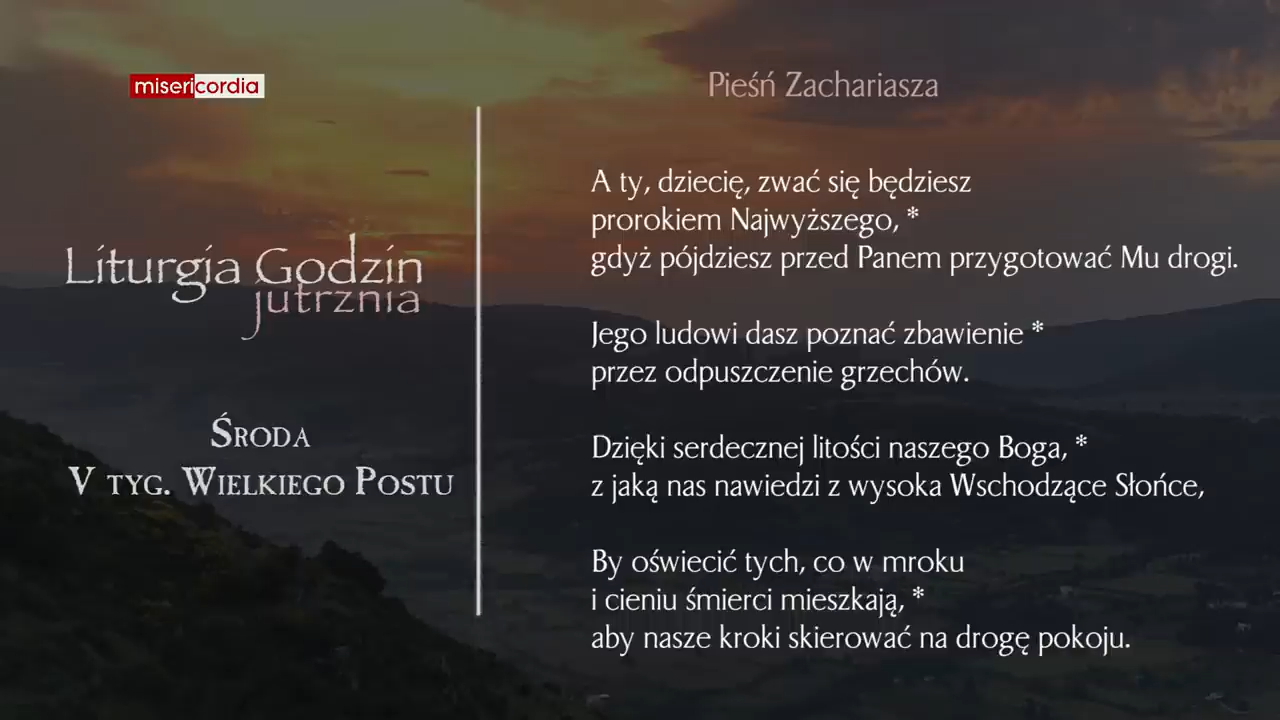 misericordia
Liturgia Godzin
jutrznia
Środa
V tyg. Wielkiego Postu
Pieśń Zachariasza
A ty, dziecię, zwać się będziesz
prorokiem Najwyższego, *
gdyż pójdziesz przed Panem przygotować Mu drogi.
Jego ludowi dasz poznać zbawienie *
przez odpuszczenie grzechów.
Dzięki serdecznej litości naszego Boga, *
z jaką nas nawiedzi z wysoka Wschodzące Słońce,
By oświecić tych, co w mroku
i cieniu śmierci mieszkają, *
aby nasze kroki skierować na drogę pokoju.